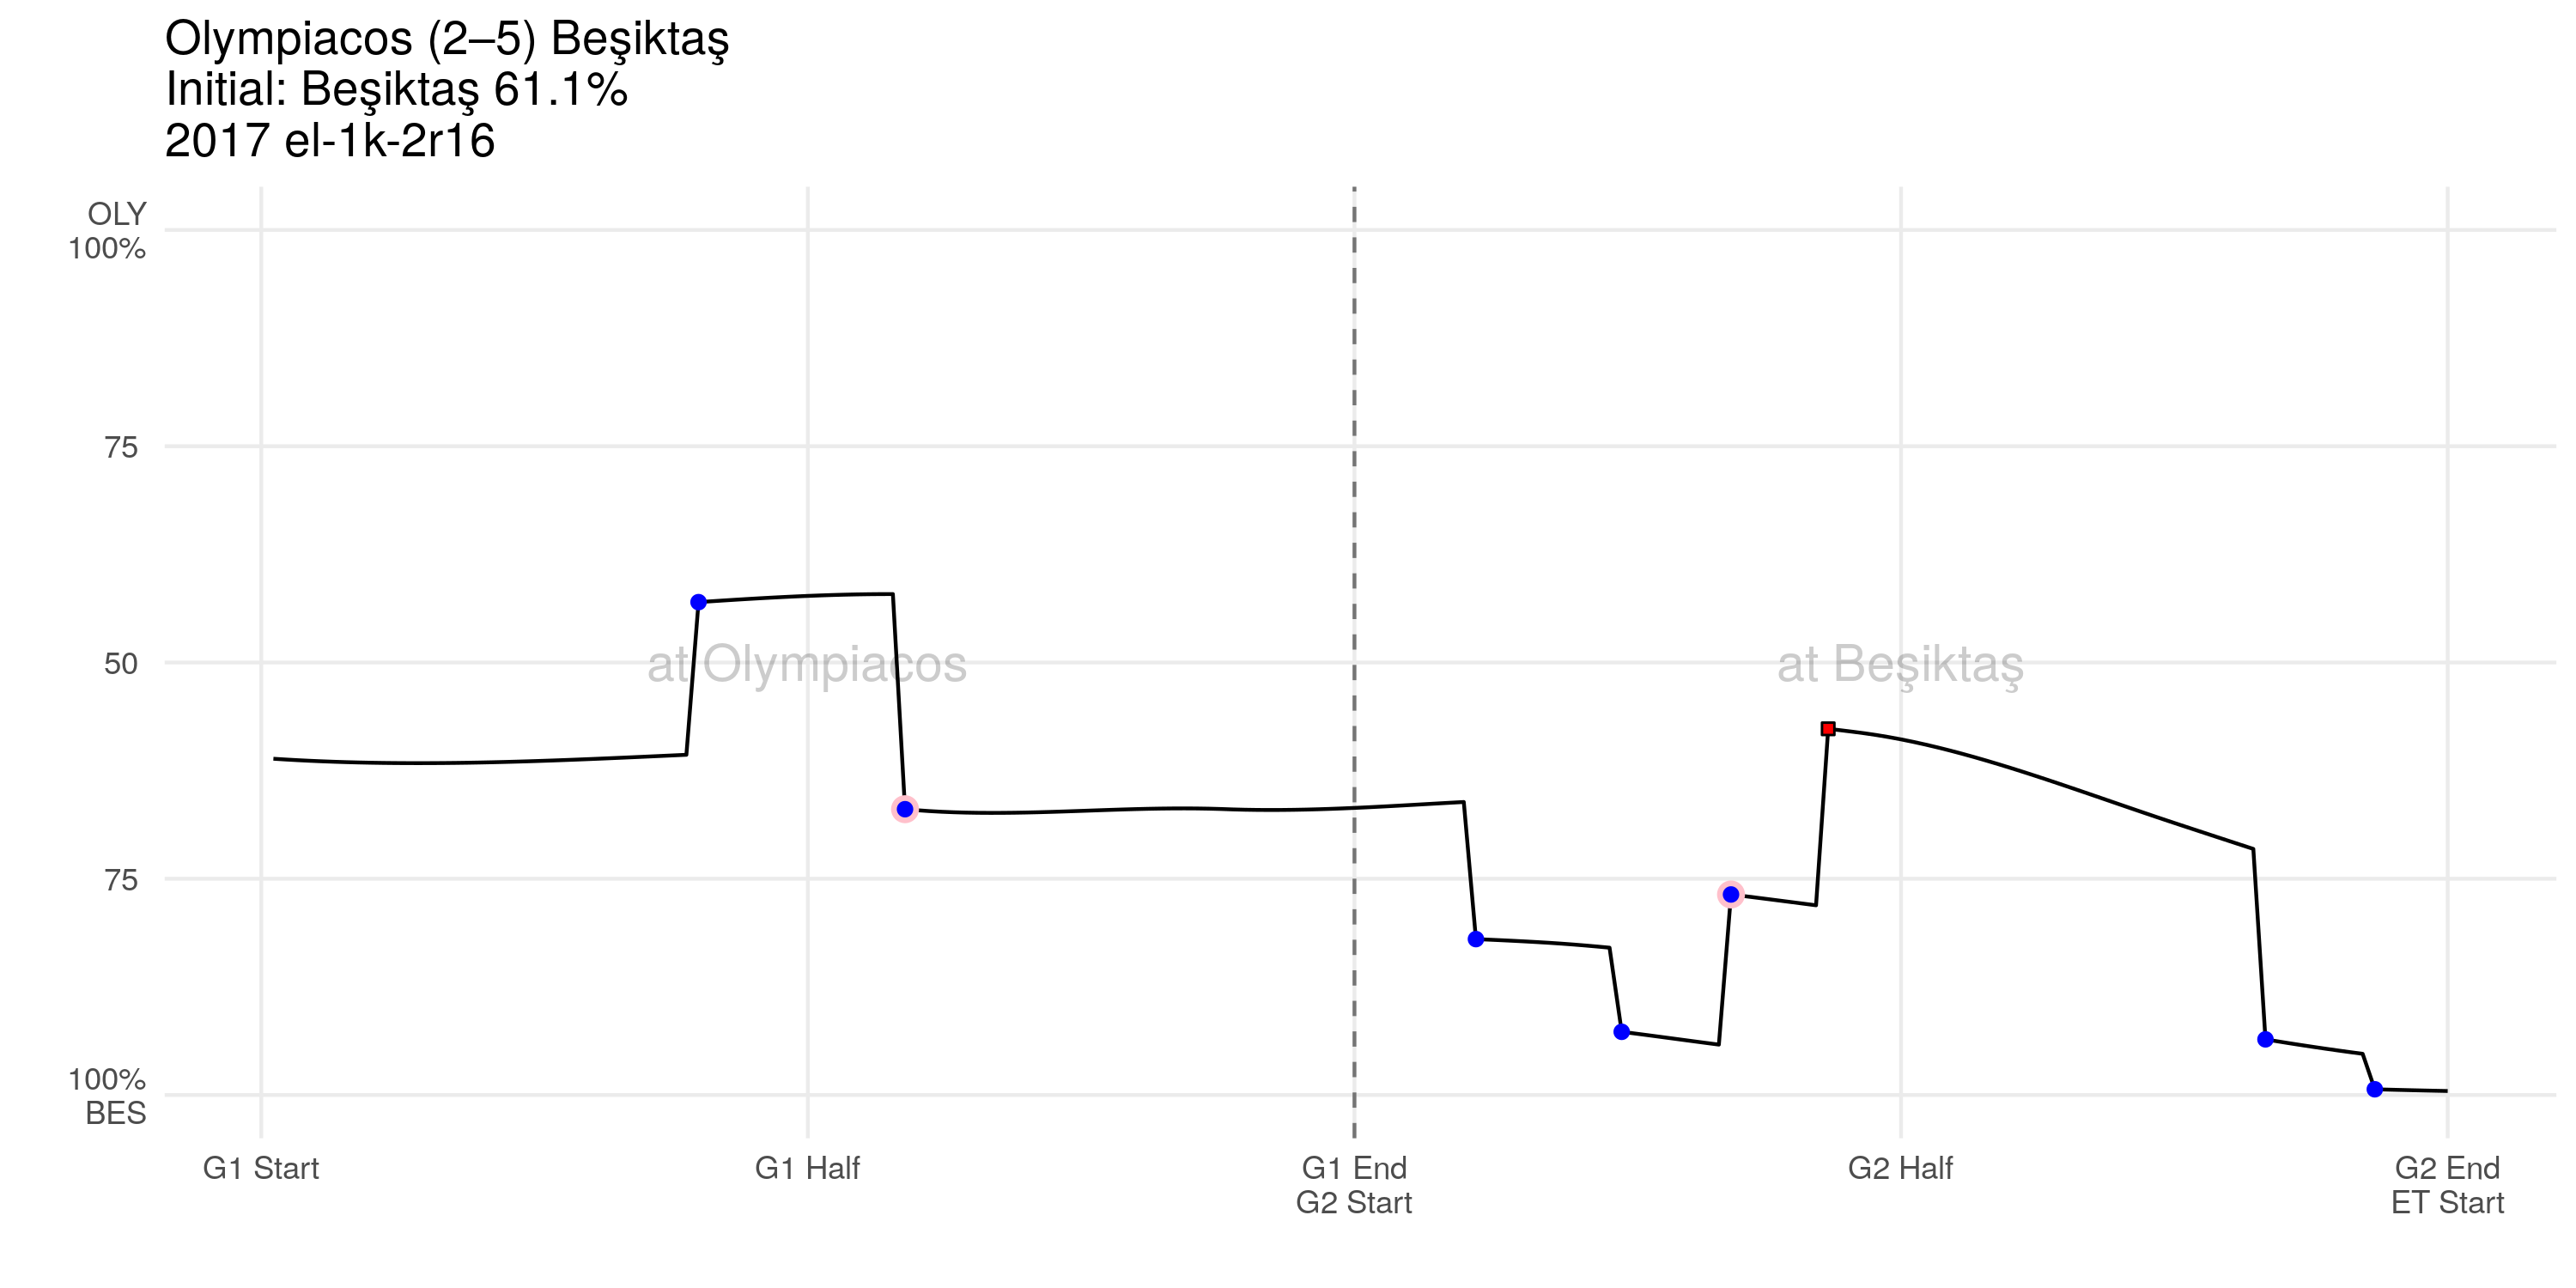 Olympiacos (2–5) Beşiktaş
Initial: Beşiktaş 61.1%
2017 el-1k-2r16
OLY
100%
75
50
75
100%
BES
at Olympiacos
at Beşiktaş
G1 Start
G1 Half
G1 End
G2 Start
G2 Half
G2 End
ET Start